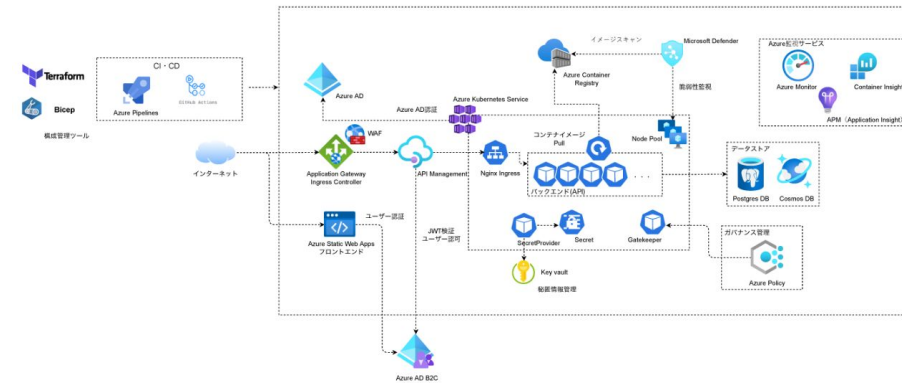 Terraform
Bicep
構成管理ツール
CI・CD
Azure Pipelines
GitHub Actions
Azure AD
Azure AD認証
Azure Kubernetes Service
イメージスキャン
Azure Container
Registry
Microsoft Defender
脆弱性監視
Azure監視サービス
Azure Monitor
Container Insight
APM（Application Insight）
インターネット
WAF
Application Gateway
Ingress Controller
API Management
Nginx Ingress
コンテナイメージ
Pull
バックエンド(API)
. . .
Node Pool
データストア
Postgres DB
Cosmos DB
ユーザー認証
Azure Static Web Apps
フロントエンド
JWT検証
ユーザー認可
SecretProvider
Secret
Gatekeeper
Key vault
秘匿情報管理
ガバナンス管理
Azure Policy
Azure AD B2C